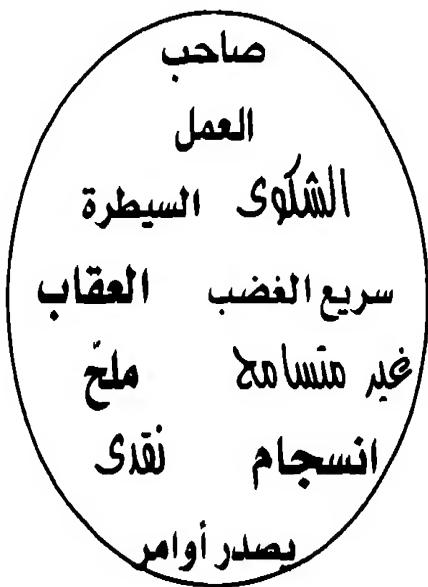 صاحب
العمل
الشكوى السيطرة
سريع الغضب العقاب
غير متسامح ملحّ
انسجام نقدى
يصدر أوامر